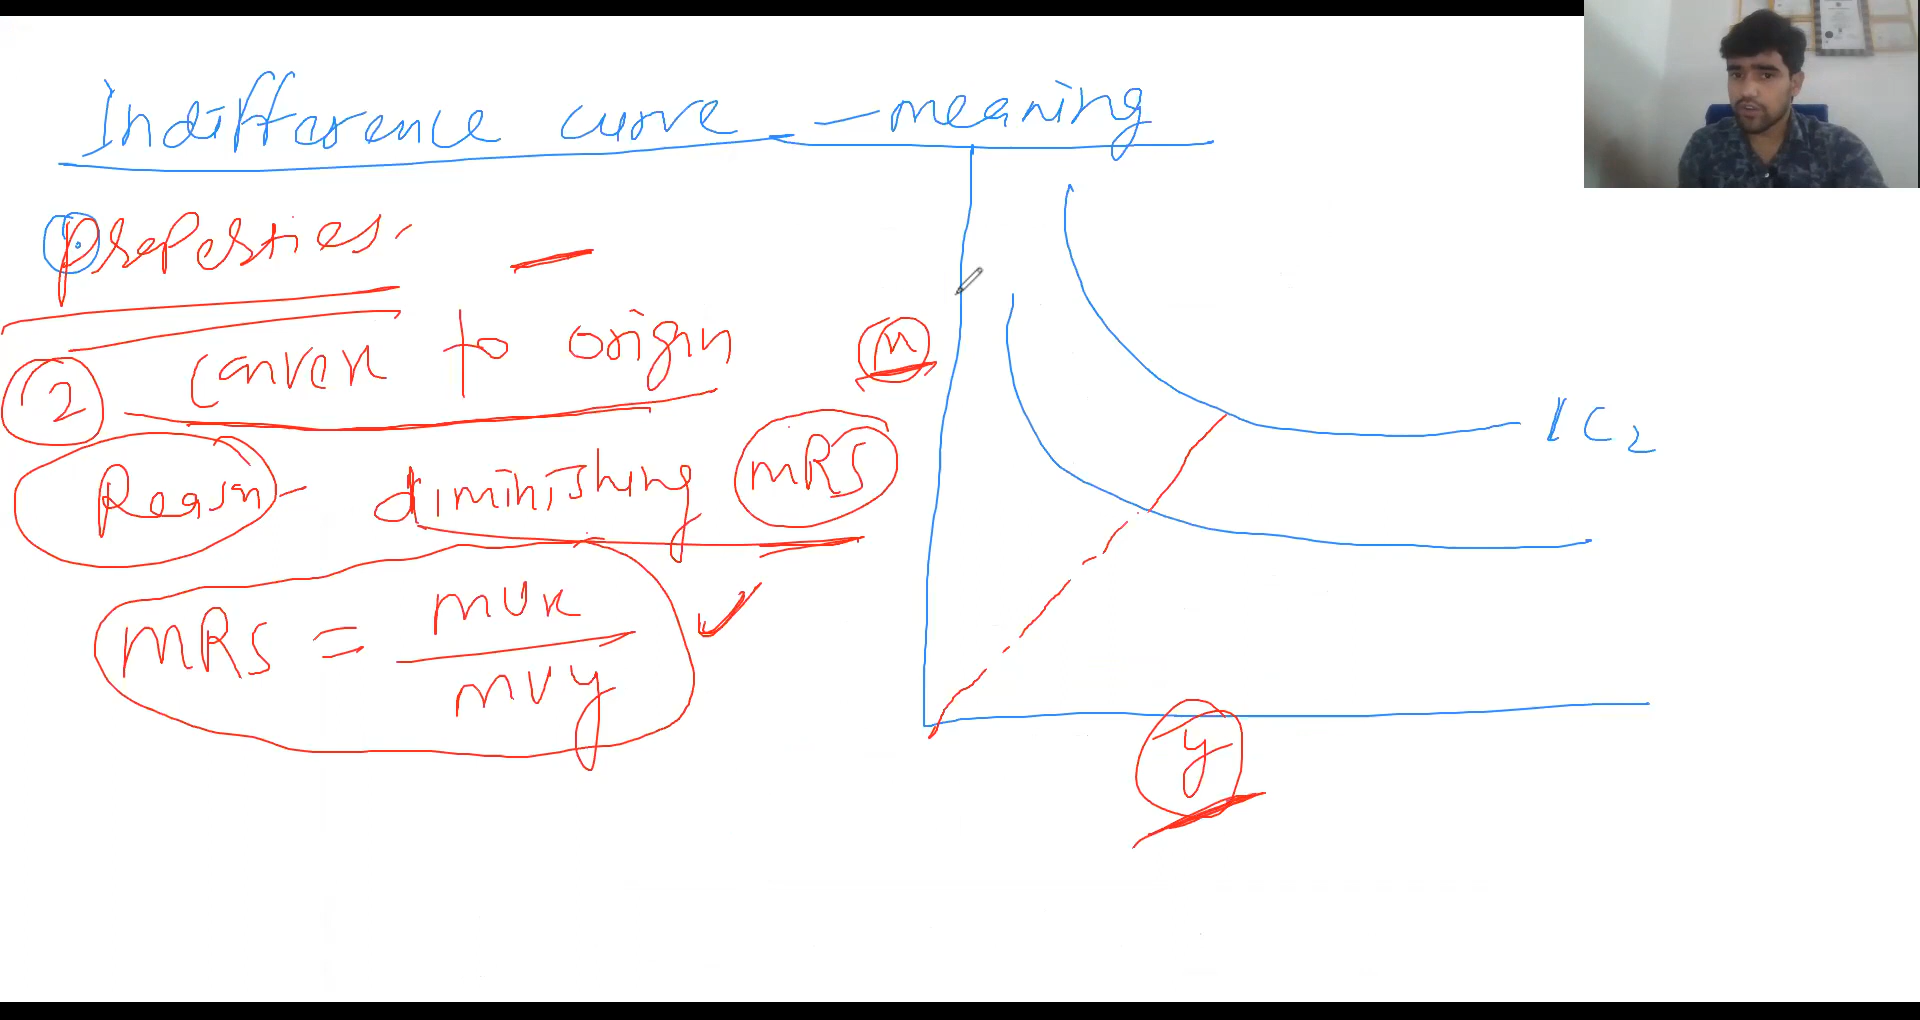 Indifference curve - meaning
Properties -
2 Convex to origin
Reason - diminishing MRS
MRS = MUx
MUy
x
IC2
y